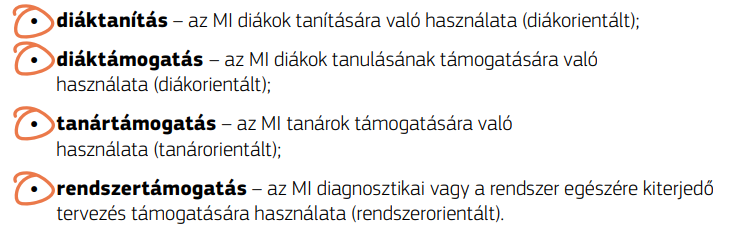 • diáktanítás – az MI diákok tanítására való használata (diákorientált);
• diáktámogatás – az MI diákok tanulásának támogatására való
használata (diákorientált);
• tanártámogatás – az MI tanárok támogatására való
használata (tanárorientált);
• rendszertámogatás – az MI diagnosztikai vagy a rendszer egészére kiterjedő
tervezés támogatására használata (rendszerorientált).